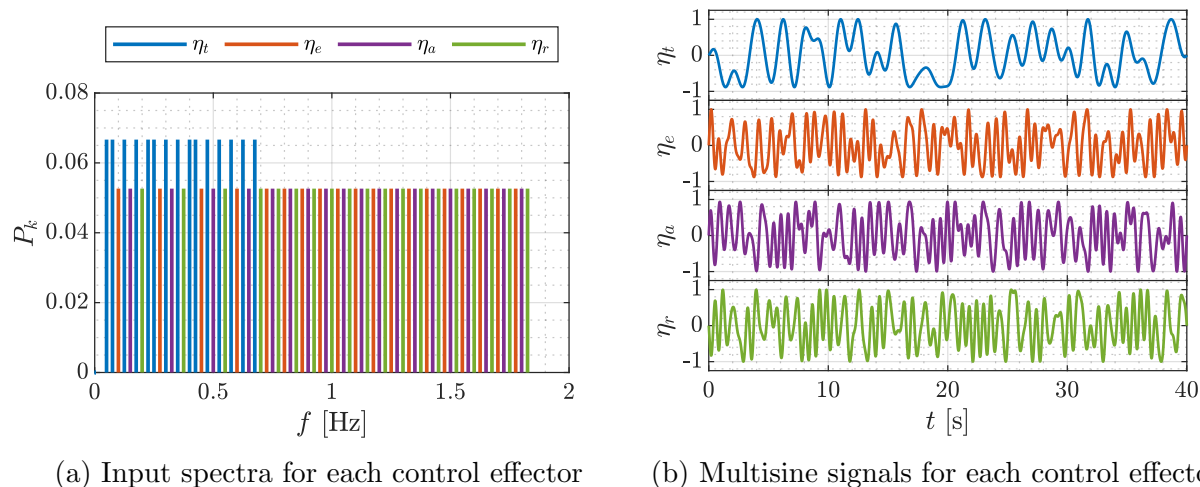 η_t η_e η_a η_r
0.08
0.06
0.04
0.02
0
P_k
0 0.5 1 1.5 2
f [Hz]
(a) Input spectra for each control effector
1
0
-1
η_t
1
0
-1
η_e
1
0
-1
η_a
1
0
-1
η_r
0 10 20 30 40
t [s]
(b) Multisine signals for each control effecto